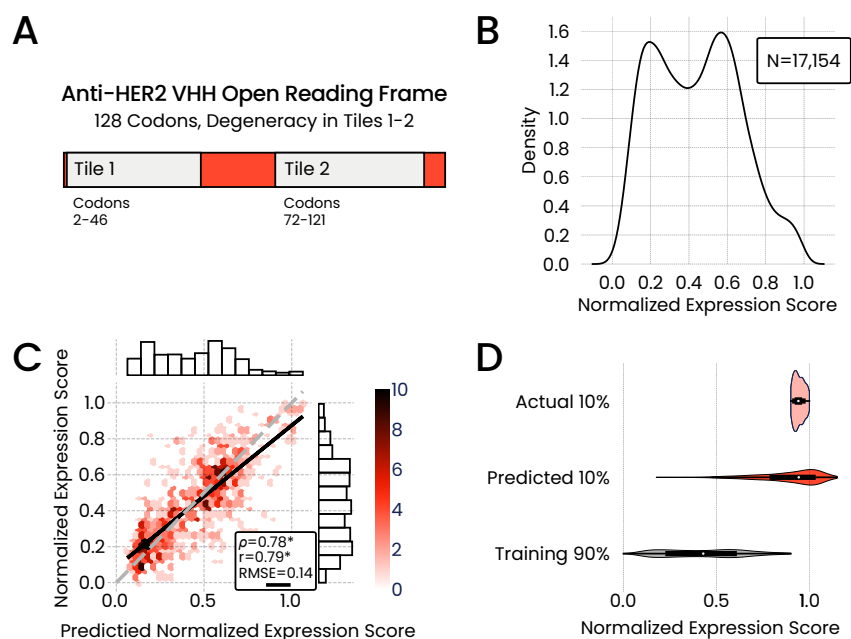 A
Anti-HER2 VHH Open Reading Frame
128 Codons, Degeneracy in Tiles 1-2
Tile 1
Tile 2
Codons
2-46
Codons
72-121
B
Density
1.6
1.4
1.2
1.0
0.8
0.6
0.4
0.2
0.0
N=17,154
0.0 0.2 0.4 0.6 0.8 1.0
Normalized Expression Score
C
Normalized Expression Score
1.0
0.8
0.6
0.4
0.2
0.0
ρ=0.78*
r=0.79*
RMSE=0.14
0.0 0.5 1.0
Predictied Normalized Expression Score
10
8
6
4
2
0
D
Actual 10%
Predicted 10%
Training 90%
0.0 0.5 1.0
Normalized Expression Score